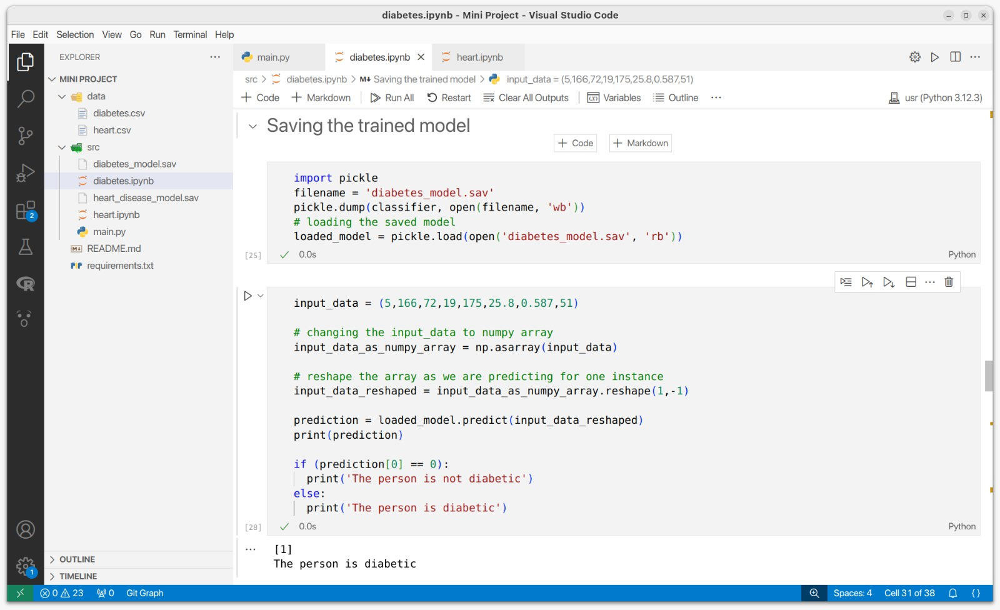 diabetes.ipynb - Mini Project - Visual Studio Code
File Edit Selection View Go Run Terminal Help
EXPLORER
MINI PROJECT
data
diabetes.csv
heart.csv
src
diabetes_model.sav
diabetes.ipynb
heart_disease_model.sav
heart.ipynb
main.py
README.md
requirements.txt
OUTLINE
TIMELINE
2
1
main.py diabetes.ipynb heart.ipynb
src > diabetes.ipynb > M↓ Saving the trained model > input_data = (5,166,72,19,175,25.8,0.587,51)
+ Code + Markdown Run All Restart Clear All Outputs Variables Outline ... usr (Python 3.12.3)
Saving the trained model
+ Code + Markdown
import pickle
filename = 'diabetes_model.sav'
pickle.dump(classifier, open(filename, 'wb'))
# loading the saved model
loaded_model = pickle.load(open('diabetes_model.sav', 'rb'))
[25] 0.0s Python
input_data = (5,166,72,19,175,25.8,0.587,51)
# changing the input_data to numpy array
input_data_as_numpy_array = np.asarray(input_data)
# reshape the array as we are predicting for one instance
input_data_reshaped = input_data_as_numpy_array.reshape(1,-1)
prediction = loaded_model.predict(input_data_reshaped)
print(prediction)
if (prediction[0] == 0):
print('The person is not diabetic')
else:
print('The person is diabetic')
[28] 0.0s Python
[1]
The person is diabetic
0 23 0 Git Graph Spaces: 4 Cell 31 of 38 {}